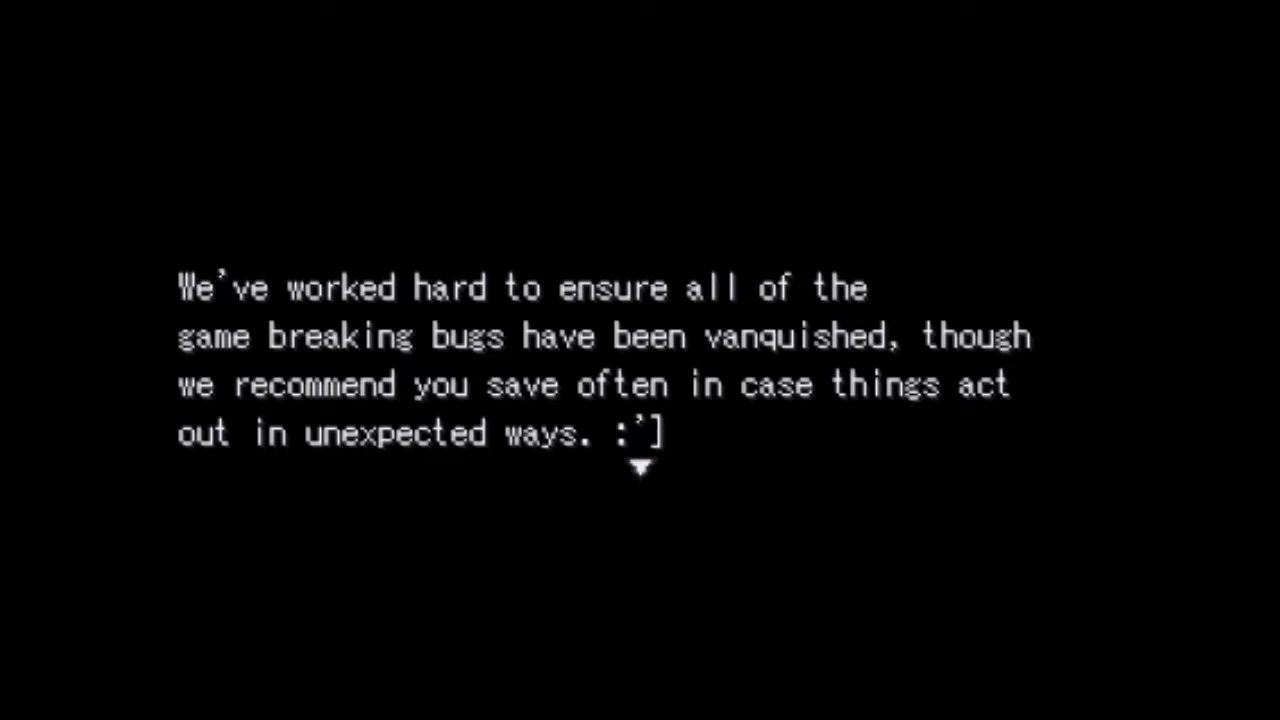 We've worked hard to ensure all of the
game breaking bugs have been vanquished, though
we recommend you save often in case things act
out in unexpected ways. :']